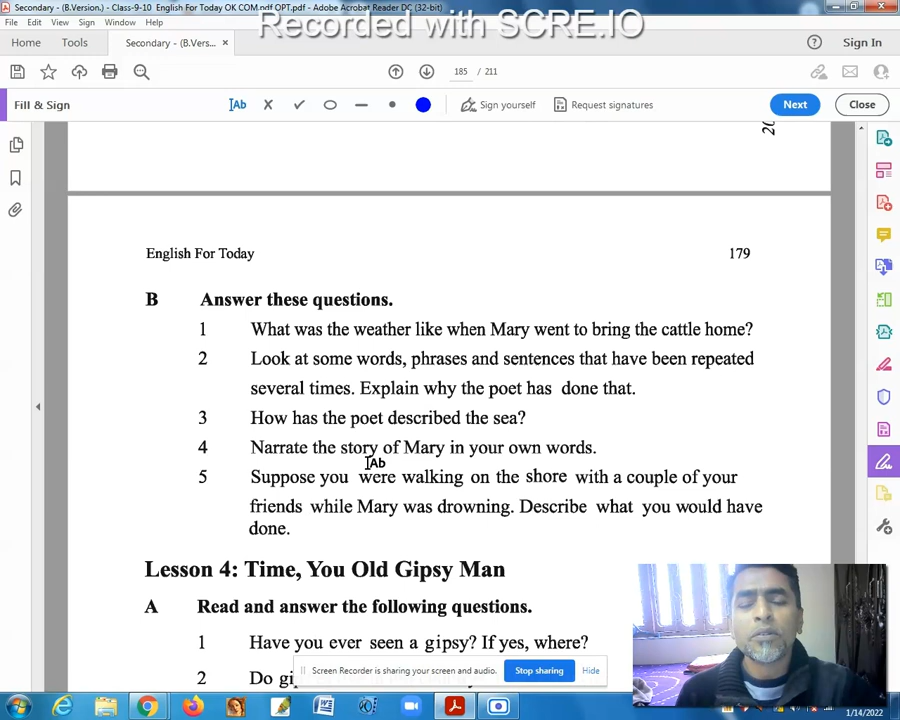 Secondary - (B.Version.) - Class-9-10 English For Today OK COM.pdf OPT.pdf - Adobe Acrobat Reader DC (32-bit)
Recorded with SCRE.IO
File Edit View Sign Window Help
Home Tools Secondary - (B.Vers... × Sign In
185 / 211
Fill & Sign Ab Sign yourself Request signatures Next Close
20
English For Today 179
B Answer these questions.
1 What was the weather like when Mary went to bring the cattle home?
2 Look at some words, phrases and sentences that have been repeated
several times. Explain why the poet has done that.
3 How has the poet described the sea?
4 Narrate the story of Mary in your own words.
Ab
5 Suppose you were walking on the shore with a couple of your
friends while Mary was drowning. Describe what you would have
done.
Lesson 4: Time, You Old Gipsy Man
A Read and answer the following questions.
1 Have you ever seen a gipsy? If yes, where?
2 Do
Screen Recorder is sharing your screen and audio. Stop sharing Hide
1/14/2022